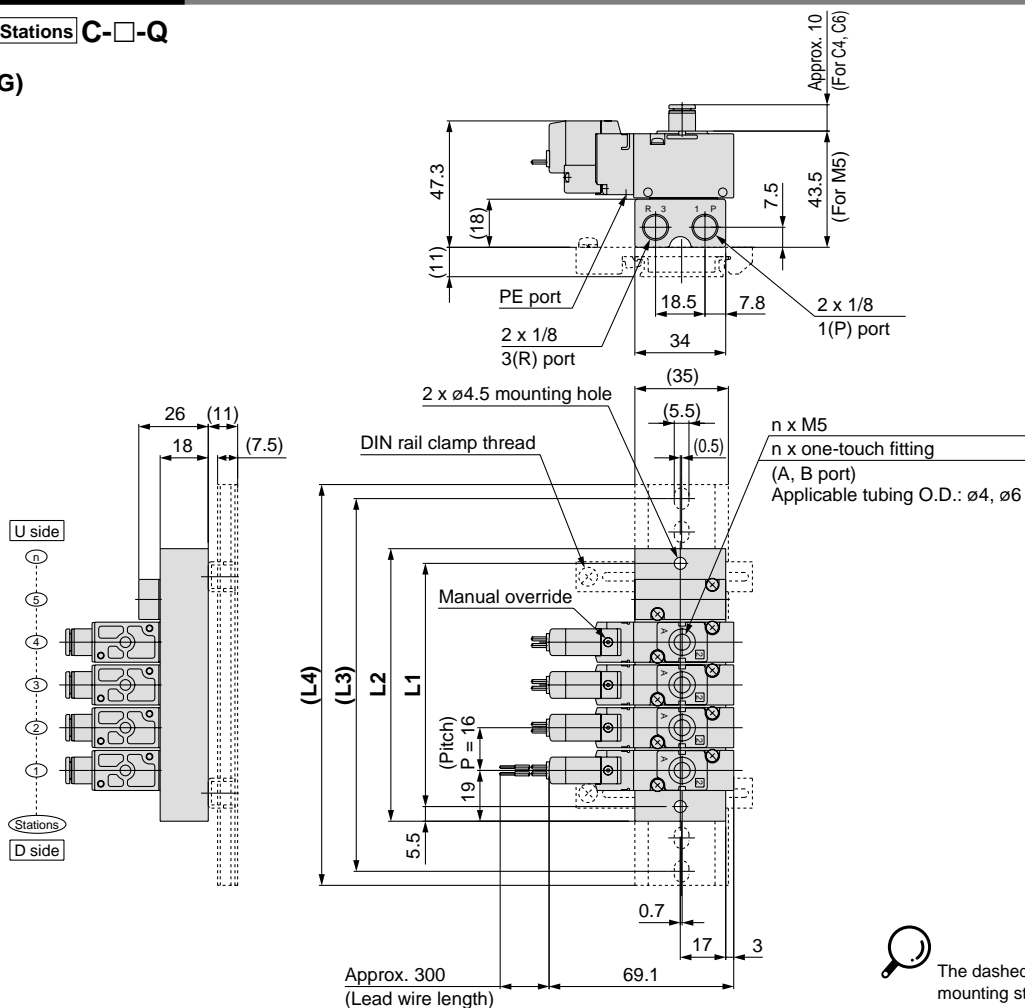 Stations C-□-Q
G)
Approx. 10
(For C4, C6)
47.3
(18)
(11)
R 3 1 P
7.5
43.5
(For M5)
PE port
18.5
7.8
2 x 1/8
1(P) port
2 x 1/8
3(R) port
34
(35)
2 x ø4.5 mounting hole
(5.5)
26
(11)
n x M5
DIN rail clamp thread
(0.5)
n x one-touch fitting
18
(7.5)
(A, B port)
Applicable tubing O.D.: ø4, ø6
U side
n
5
Manual override
4
A
2
3
A
2
(L4)
(L3)
L2
L1
2
A
2
(Pitch)
P = 16
1
A
2
19
Stations
D side
5.5
0.7
17
3
Approx. 300
(Lead wire length)
69.1
The dashed
mounting st